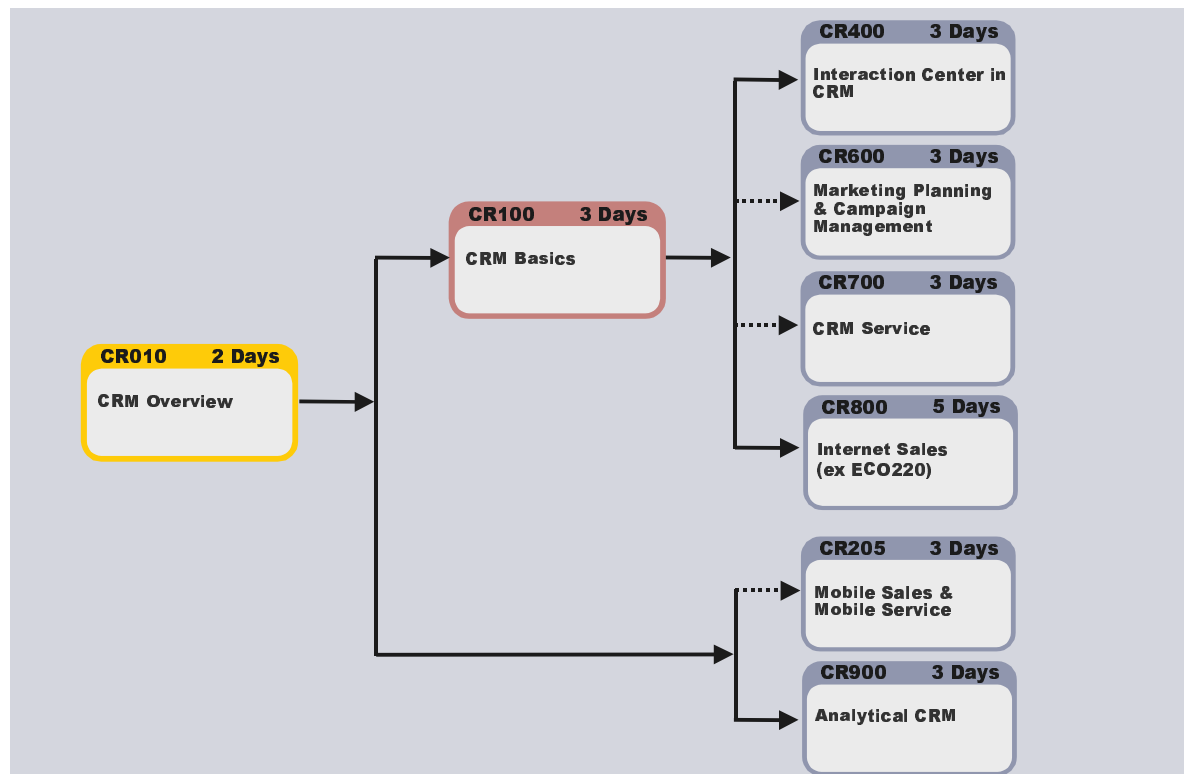 CR400 3 Days
Interaction Center in
CRM
CR600 3 Days
Marketing Planning
& Campaign
Management
CR100 3 Days
CRM Basics
CR700 3 Days
CRM Service
CR010 2 Days
CRM Overview
CR800 5 Days
Internet Sales
(ex ECO220)
CR205 3 Days
Mobile Sales &
Mobile Service
CR900 3 Days
Analytical CRM